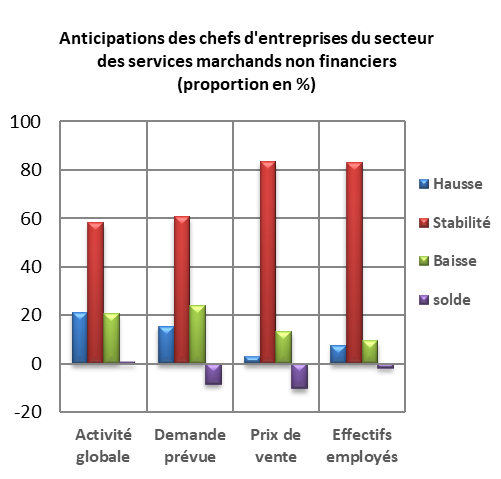 Anticipations des chefs d'entreprises du secteur
des services marchands non financiers
(proportion en %)
100
80
60
40
20
0
-20
Hausse
Stabilité
Baisse
solde
Activité
globale
Demande
prévue
Prix de
vente
Effectifs
employés